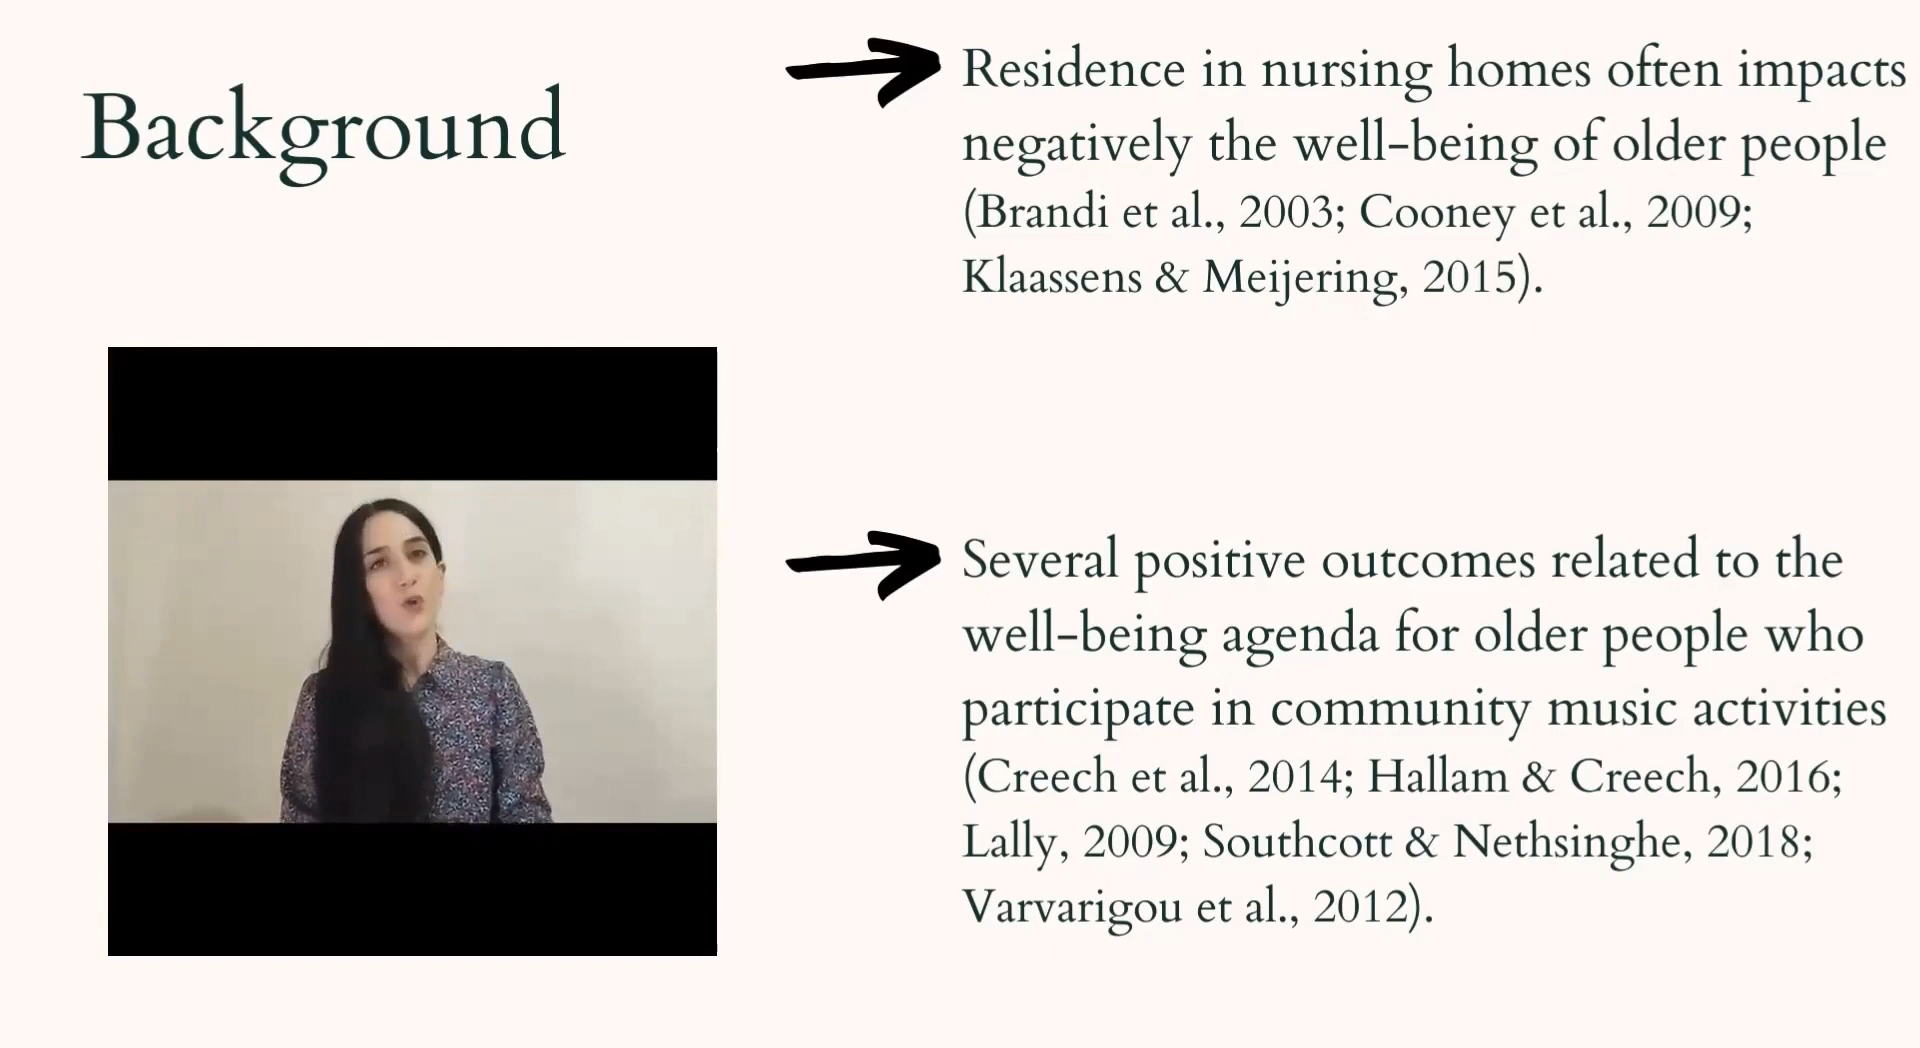 Background
Residence in nursing homes often impacts
negatively the well-being of older people
(Brandi et al., 2003; Cooney et al., 2009;
Klaassens & Meijering, 2015).
Several positive outcomes related to the
well-being agenda for older people who
participate in community music activities
(Creech et al., 2014; Hallam & Creech, 2016;
Lally, 2009; Southcott & Nethsinghe, 2018;
Varvarigou et al., 2012).